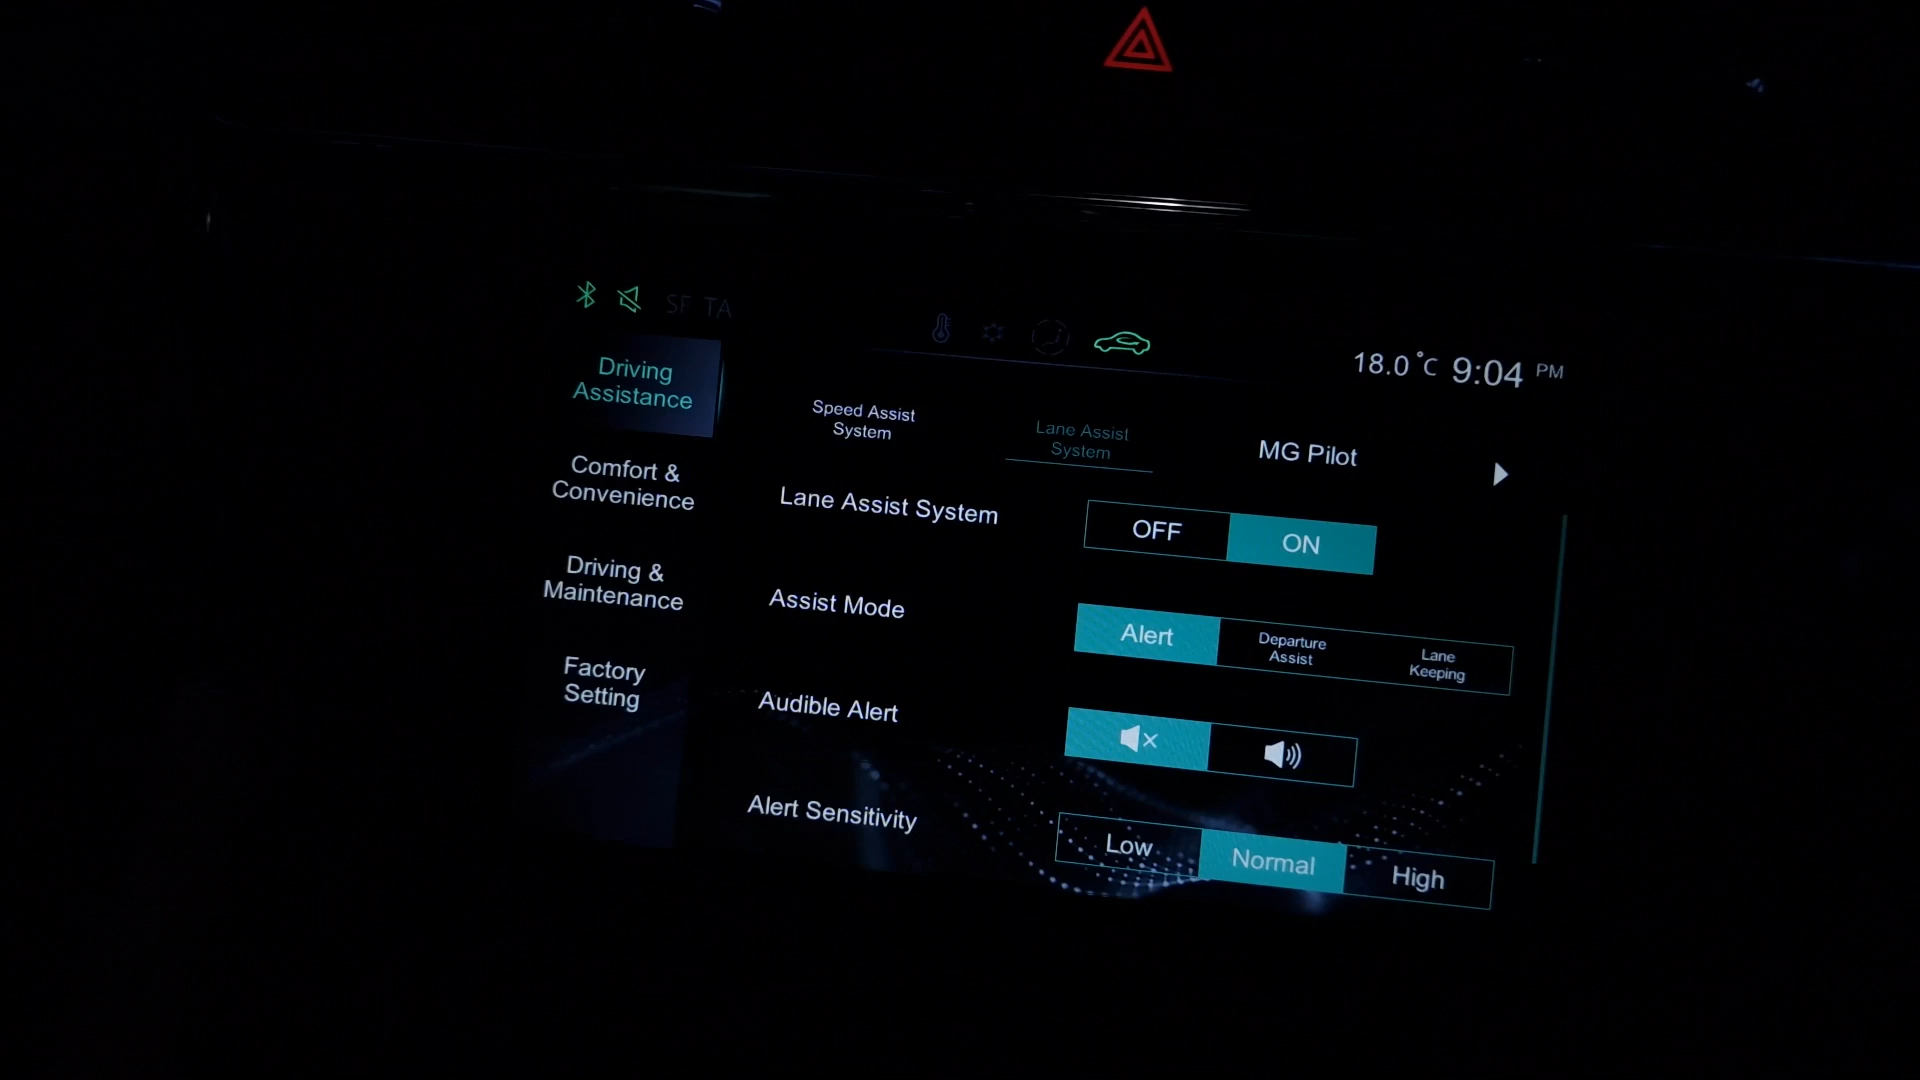 SF TA
18.0 °C 9:04 PM
Driving
Assistance
Comfort &
Convenience
Driving &
Maintenance
Factory
Setting
Speed Assist
System
Lane Assist
System
MG Pilot
Lane Assist System
OFF
ON
Assist Mode
Alert
Departure
Assist
Lane
Keeping
Audible Alert
Alert Sensitivity
Low
Normal
High